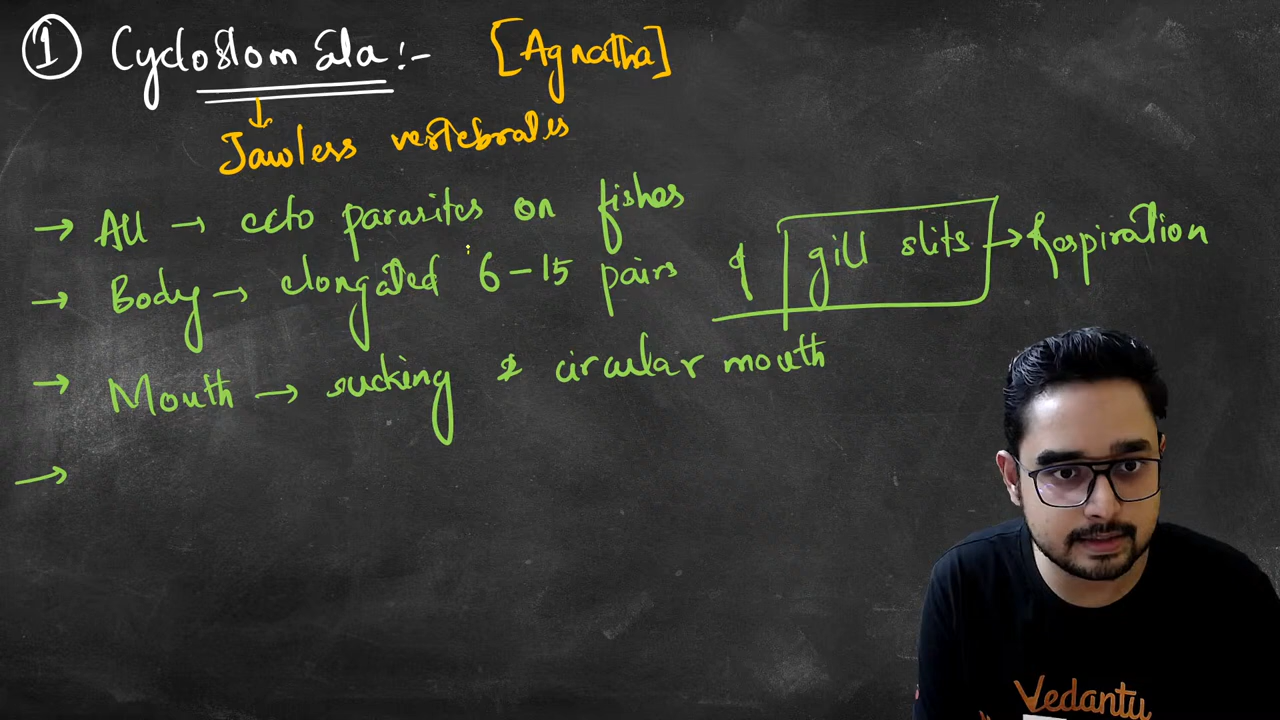 1 Cyclostomata :- [Agnatha]
↓
Jawless vertebrates
→ All → ecto parasites on fishes
→ Body → elongated 6-15 pairs of gill slits → Respiration
→ Mouth → sucking & circular mouth
→
Vedantu